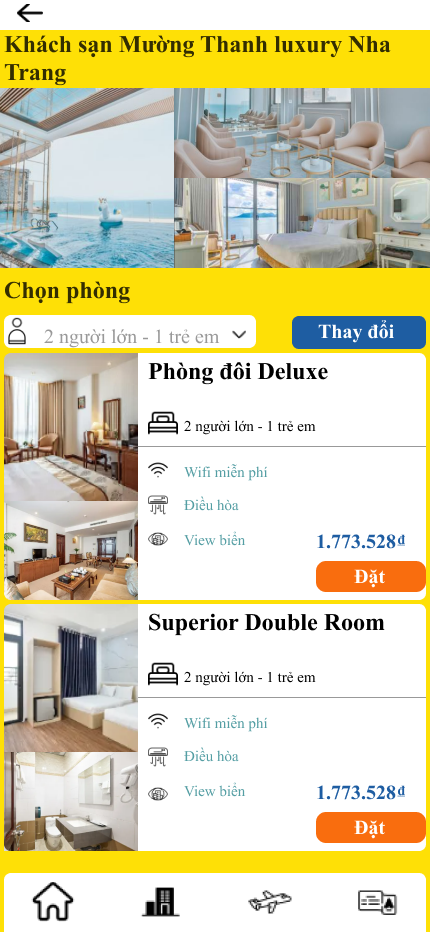 Khách sạn Mường Thanh luxury Nha
Trang
Chọn phòng
2 người lớn - 1 trẻ em
Thay đổi
Phòng đôi Deluxe
2 người lớn - 1 trẻ em
Wifi miễn phí
Điều hòa
View biển
1.773.528₫
Đặt
Superior Double Room
2 người lớn - 1 trẻ em
Wifi miễn phí
Điều hòa
View biển
1.773.528₫
Đặt